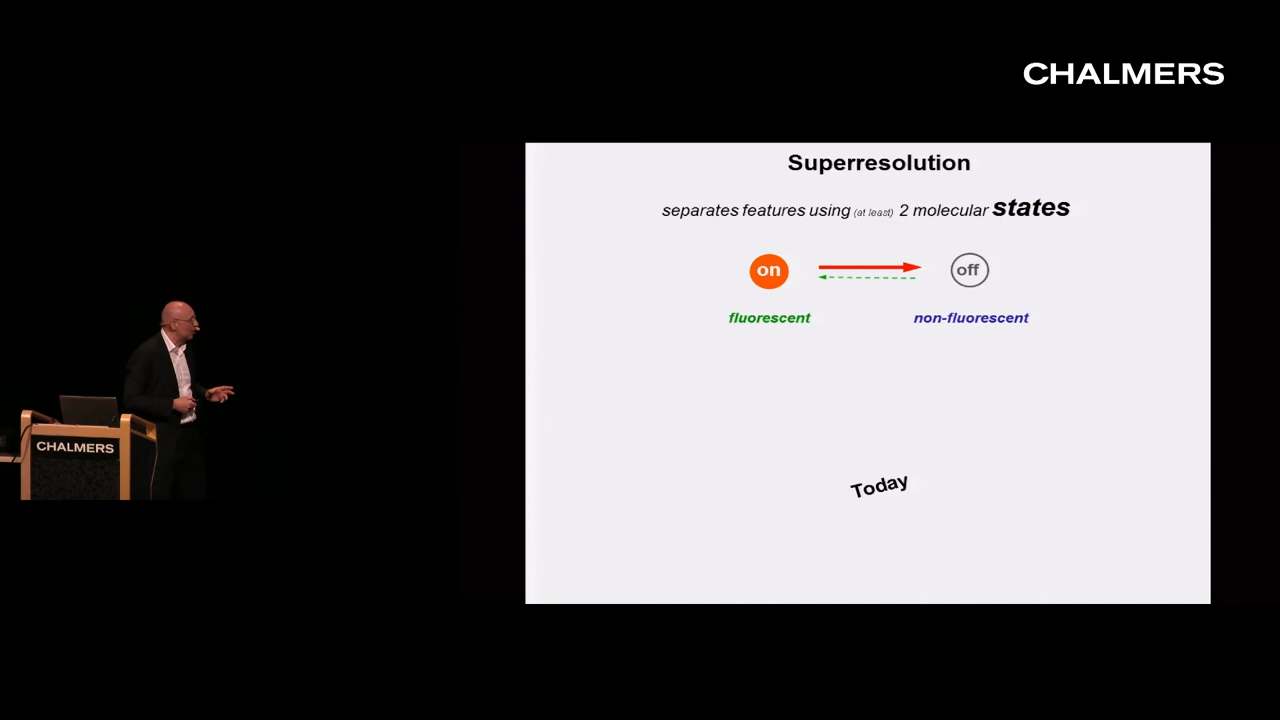 CHALMERS
Superresolution
separates features using (at least) 2 molecular states
on off
fluorescent non-fluorescent
Today
CHALMERS